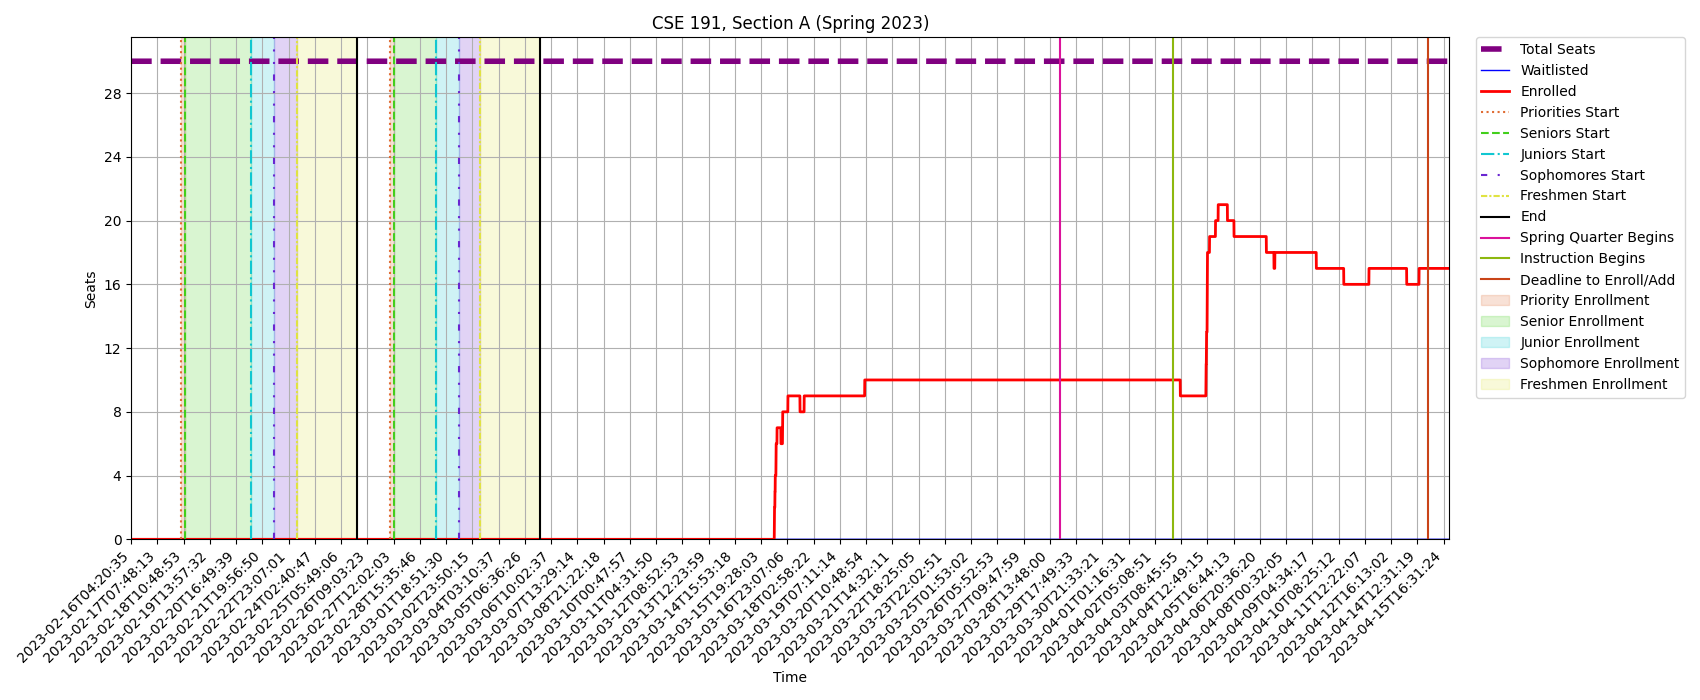 CSE 191, Section A (Spring 2023)
Seats
28
24
20
16
12
8
4
0
2023-02-16T04:20:35
2023-02-17T07:48:13
2023-02-18T10:48:53
2023-02-19T13:57:32
2023-02-20T16:49:39
2023-02-21T19:56:50
2023-02-22T23:07:01
2023-02-24T02:40:47
2023-02-25T05:49:06
2023-02-26T09:03:23
2023-02-27T12:02:03
2023-02-28T15:35:46
2023-03-01T18:51:30
2023-03-02T23:50:15
2023-03-04T03:10:37
2023-03-05T06:36:26
2023-03-06T10:02:37
2023-03-07T13:29:14
2023-03-08T21:22:18
2023-03-10T00:47:57
2023-03-11T04:31:50
2023-03-12T08:52:53
2023-03-13T12:23:59
2023-03-14T15:53:18
2023-03-15T19:28:03
2023-03-16T23:07:06
2023-03-18T02:58:22
2023-03-19T07:11:14
2023-03-20T10:48:54
2023-03-21T14:32:11
2023-03-22T18:25:05
2023-03-23T22:02:51
2023-03-25T01:53:02
2023-03-26T05:52:53
2023-03-27T09:47:59
2023-03-28T13:48:00
2023-03-29T17:49:33
2023-03-30T21:33:21
2023-04-01T01:16:31
2023-04-02T05:08:51
2023-04-03T08:45:55
2023-04-04T12:49:15
2023-04-05T16:44:13
2023-04-06T20:36:20
2023-04-08T00:32:05
2023-04-09T04:34:17
2023-04-10T08:25:12
2023-04-11T12:22:07
2023-04-12T16:13:02
2023-04-14T12:31:19
2023-04-15T16:31:24
Time
Total Seats
Waitlisted
Enrolled
Priorities Start
Seniors Start
Juniors Start
Sophomores Start
Freshmen Start
End
Spring Quarter Begins
Instruction Begins
Deadline to Enroll/Add
Priority Enrollment
Senior Enrollment
Junior Enrollment
Sophomore Enrollment
Freshmen Enrollment